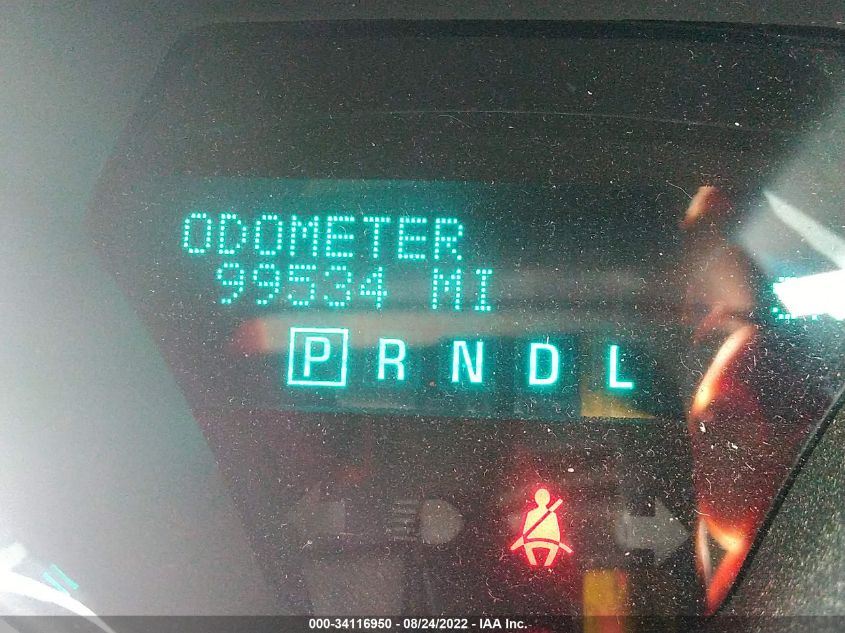 ODOMETER
99534 MI
P R N D L
000-34116950 - 08/24/2022 - IAA Inc.